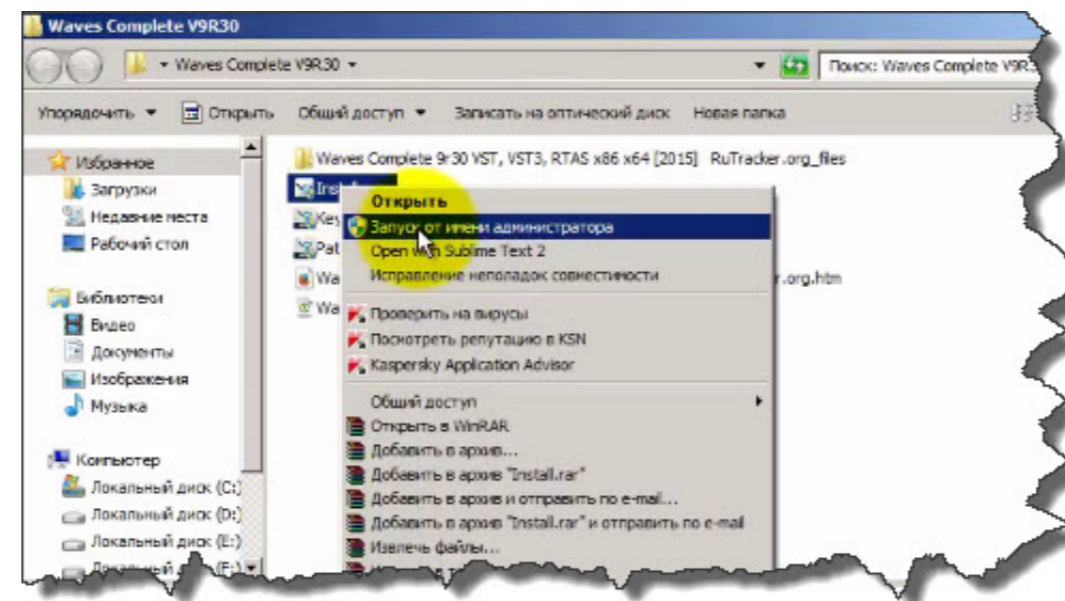 Waves Complete V9R30
Waves Complete V9R30
Поиск: Waves Complete V9R3
Упорядочить Открыть Общий доступ Записать на оптический диск Новая папка
Избранное
Загрузки
Недавние места
Рабочий стол
Библиотеки
Видео
Документы
Изображения
Музыка
Компьютер
Локальный диск (C:)
Локальный диск (D:)
Локальный диск (E:)
Waves Complete 9r30 VST, VST3, RTAS x86 x64 [2015] RuTracker.org_files
Inst
Key
Pat
Wa r.org.htm
Wa
Открыть
Запуск от имени администратора
Open with Sublime Text 2
Исправление неполадок совместимости
Проверить на вирусы
Посмотреть репутацию в KSN
Kaspersky Application Advisor
Общий доступ
Открыть в WinRAR
Добавить в архив...
Добавить в архив "Install.rar"
Добавить в архив и отправить по e-mail...
Добавить в архив "Install.rar" и отправить по e-mail
Извлечь файлы...